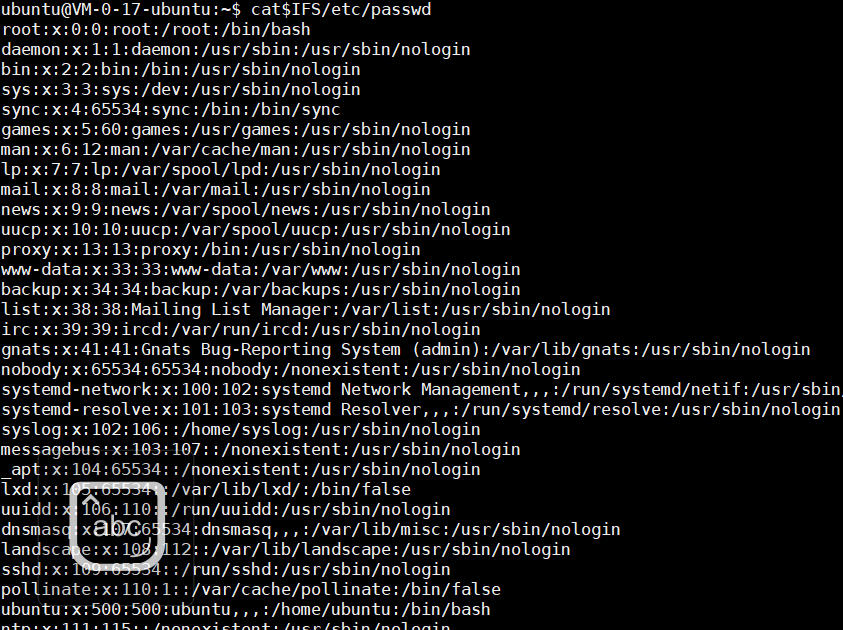 ubuntu@VM-0-17-ubuntu:~$ cat$IFS/etc/passwd
root:x:0:0:root:/root:/bin/bash
daemon:x:1:1:daemon:/usr/sbin:/usr/sbin/nologin
bin:x:2:2:bin:/bin:/usr/sbin/nologin
sys:x:3:3:sys:/dev:/usr/sbin/nologin
sync:x:4:65534:sync:/bin:/bin/sync
games:x:5:60:games:/usr/games:/usr/sbin/nologin
man:x:6:12:man:/var/cache/man:/usr/sbin/nologin
lp:x:7:7:lp:/var/spool/lpd:/usr/sbin/nologin
mail:x:8:8:mail:/var/mail:/usr/sbin/nologin
news:x:9:9:news:/var/spool/news:/usr/sbin/nologin
uucp:x:10:10:uucp:/var/spool/uucp:/usr/sbin/nologin
proxy:x:13:13:proxy:/bin:/usr/sbin/nologin
www-data:x:33:33:www-data:/var/www:/usr/sbin/nologin
backup:x:34:34:backup:/var/backups:/usr/sbin/nologin
list:x:38:38:Mailing List Manager:/var/list:/usr/sbin/nologin
irc:x:39:39:ircd:/var/run/ircd:/usr/sbin/nologin
gnats:x:41:41:Gnats Bug-Reporting System (admin):/var/lib/gnats:/usr/sbin/nologin
nobody:x:65534:65534:nobody:/nonexistent:/usr/sbin/nologin
systemd-network:x:100:102:systemd Network Management,,,:/run/systemd/netif:/usr/sbin/
systemd-resolve:x:101:103:systemd Resolver,,,:/run/systemd/resolve:/usr/sbin/nologin
syslog:x:102:106::/home/syslog:/usr/sbin/nologin
messagebus:x:103:107::/nonexistent:/usr/sbin/nologin
_apt:x:104:65534::/nonexistent:/usr/sbin/nologin
lxd:x:105:65534::/var/lib/lxd/:/bin/false
uuidd:x:106:110::/run/uuidd:/usr/sbin/nologin
dnsmasq:x:107:65534:dnsmasq,,,:/var/lib/misc:/usr/sbin/nologin
landscape:x:108:112::/var/lib/landscape:/usr/sbin/nologin
sshd:x:109:65534::/run/sshd:/usr/sbin/nologin
pollinate:x:110:1::/var/cache/pollinate:/bin/false
ubuntu:x:500:500:ubuntu,,,:/home/ubuntu:/bin/bash
ntp:x:111:115::/nonexistent:/usr/sbin/nologin
abc